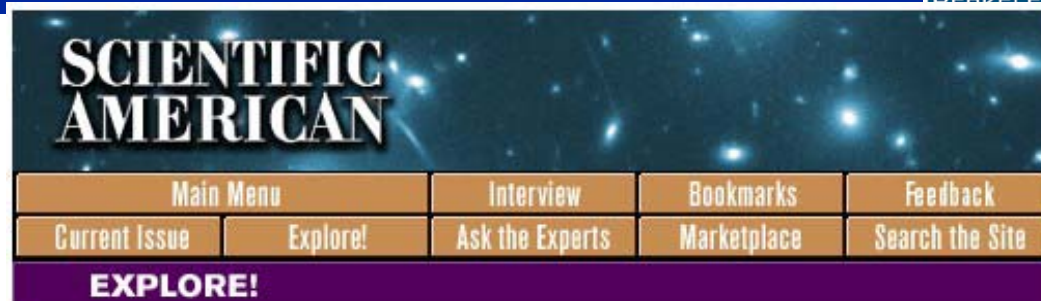 SCIENTIFIC
AMERICAN
Main Menu Interview Bookmarks Feedback
Current Issue Explore! Ask the Experts Marketplace Search the Site
EXPLORE!